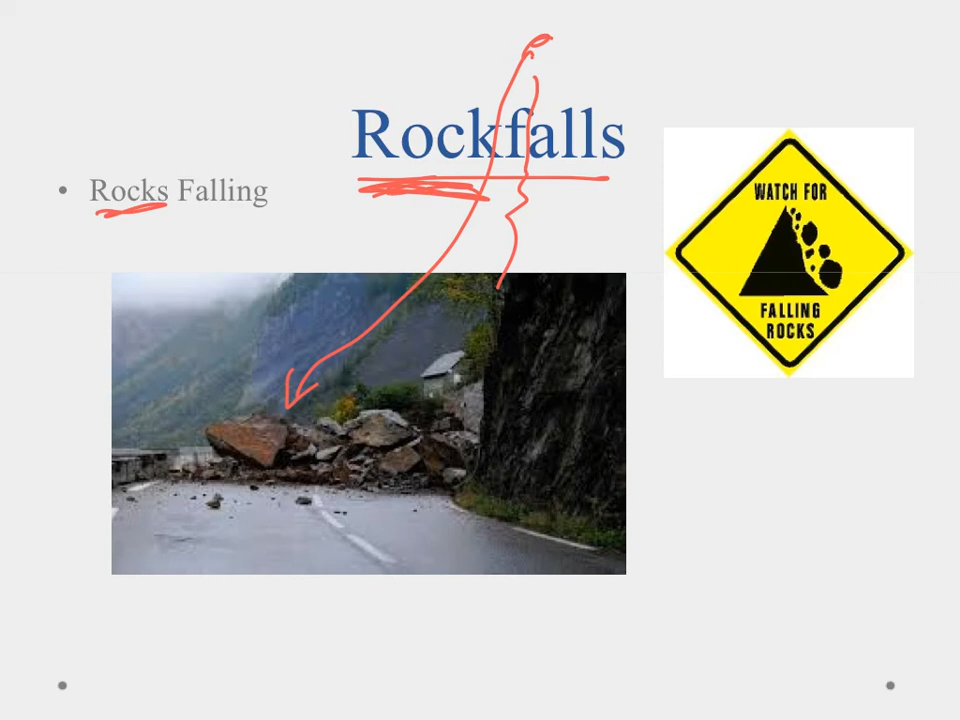 Rockfalls
• Rocks Falling
WATCH FOR
FALLING
ROCKS